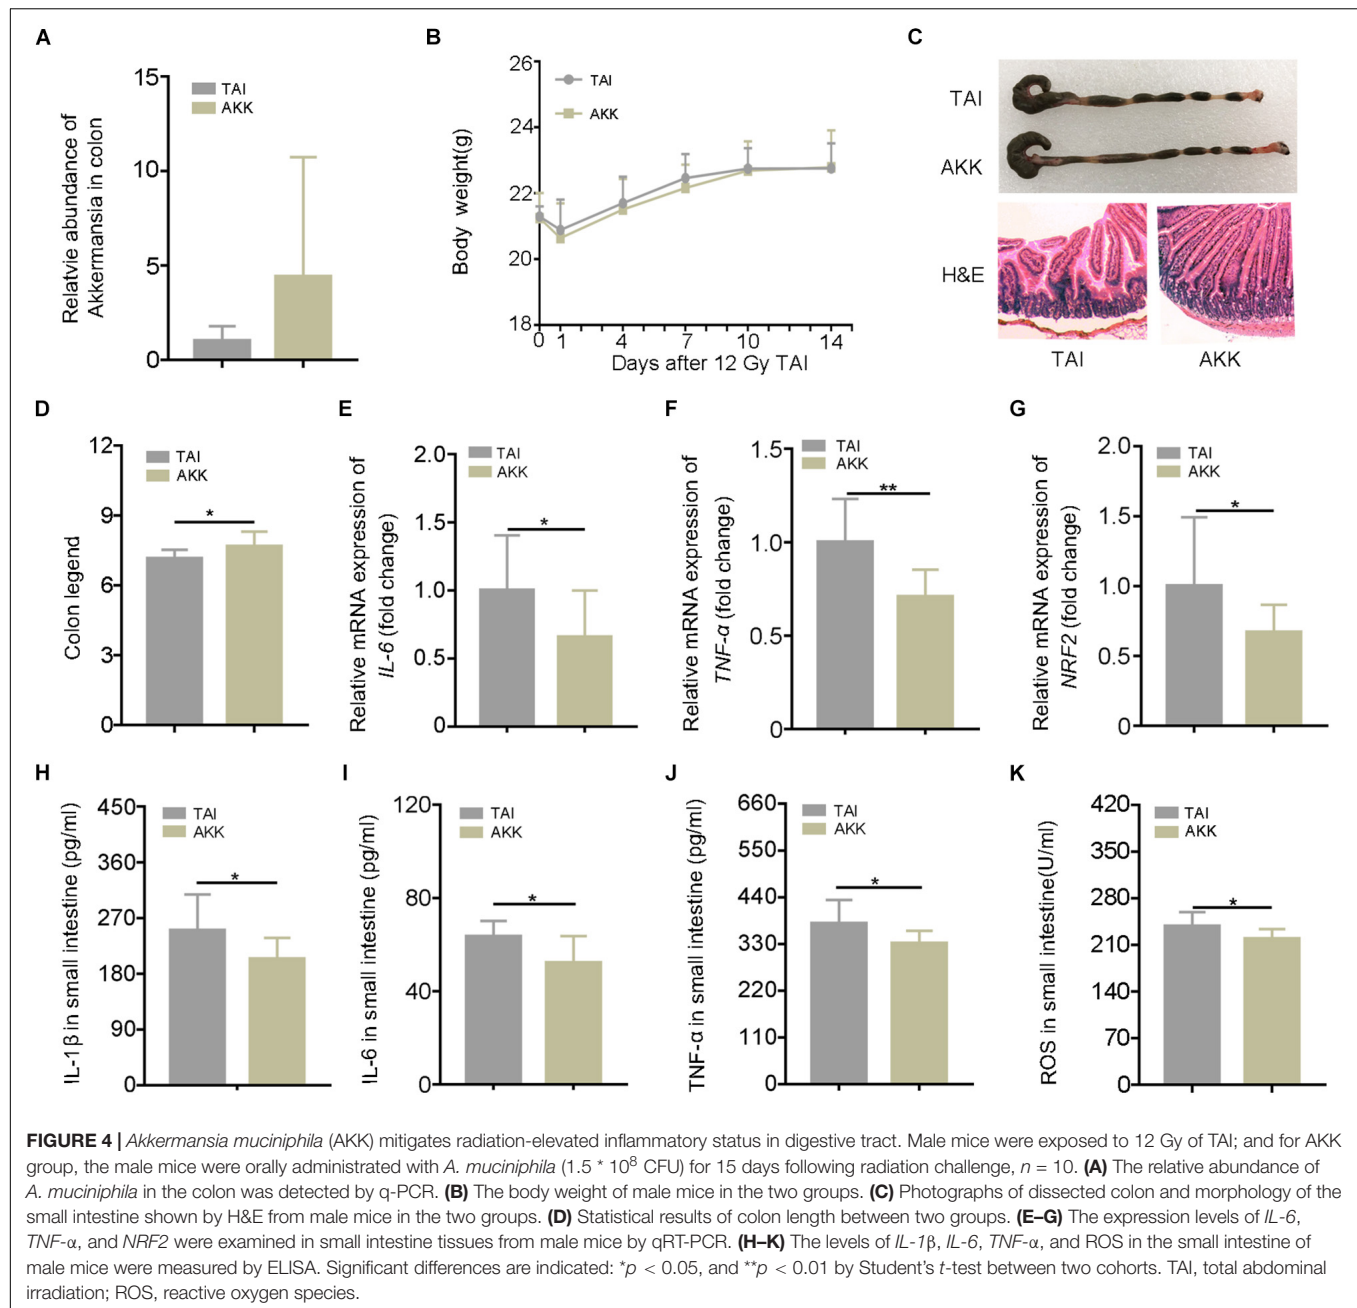 A
Relatvie abundance of
Akkermansia in colon
15
10
5
0
TAI
AKK
B
Body weight(g)
26
24
22
20
18
TAI
AKK
0 1 4 7 10 14
Days after 12 Gy TAI
C
TAI
AKK
H&E
TAI AKK
D
Colon legend
12
9
6
3
0
TAI
AKK
*
E
Relative mRNA expression of
IL-6 (fold change)
2.0
1.5
1.0
0.5
0
TAI
AKK
*
F
Relative mRNA expression of
TNF-α (fold change)
1.5
1.0
0.5
0
TAI
AKK
**
G
Relative mRNA expression of
NRF2 (fold change)
2.0
1.5
1.0
0.5
0
TAI
AKK
*
H
IL-1β in small intestine (pg/ml)
450
360
270
180
90
0
TAI
AKK
*
I
IL-6 in small intestine (pg/ml)
120
80
40
0
TAI
AKK
*
J
TNF-α in small intestine (pg/ml)
660
550
440
330
220
110
0
TAI
AKK
*
K
ROS in small intestine(U/ml)
420
350
280
210
140
70
0
TAI
AKK
*
FIGURE 4 | Akkermansia muciniphila (AKK) mitigates radiation-elevated inflammatory status in digestive tract. Male mice were exposed to 12 Gy of TAI; and for AKK
group, the male mice were orally administrated with A. muciniphila (1.5 * 10⁸ CFU) for 15 days following radiation challenge, n = 10. (A) The relative abundance of
A. muciniphila in the colon was detected by q-PCR. (B) The body weight of male mice in the two groups. (C) Photographs of dissected colon and morphology of the
small intestine shown by H&E from male mice in the two groups. (D) Statistical results of colon length between two groups. (E–G) The expression levels of IL-6,
TNF-α, and NRF2 were examined in small intestine tissues from male mice by qRT-PCR. (H–K) The levels of IL-1β, IL-6, TNF-α, and ROS in the small intestine of
male mice were measured by ELISA. Significant differences are indicated: *p < 0.05, and **p < 0.01 by Student's t-test between two cohorts. TAI, total abdominal
irradiation; ROS, reactive oxygen species.